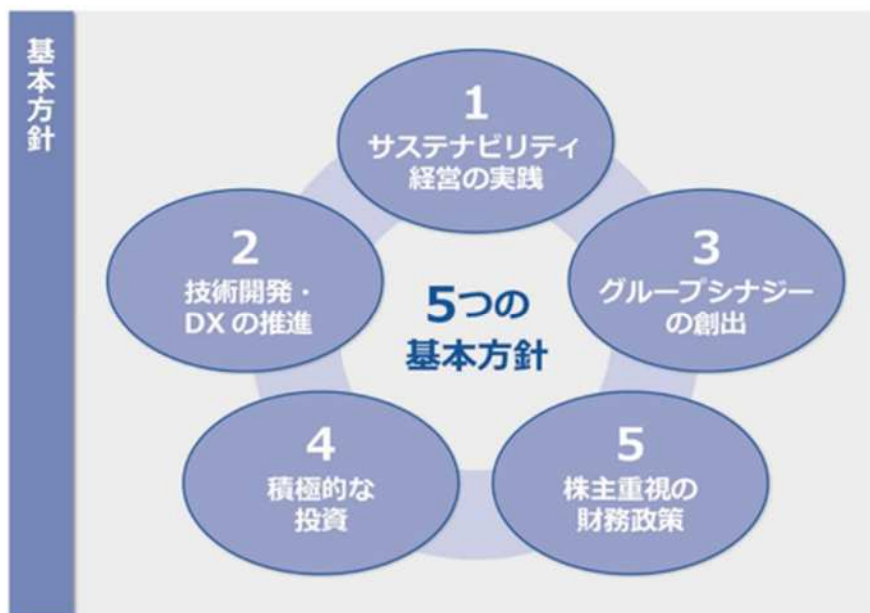 基本方針
1
サステナビリティ
経営の実践
2
技術開発・
DXの推進
3
グループシナジー
の創出
5つの
基本方針
4
積極的な
投資
5
株主重視の
財務政策